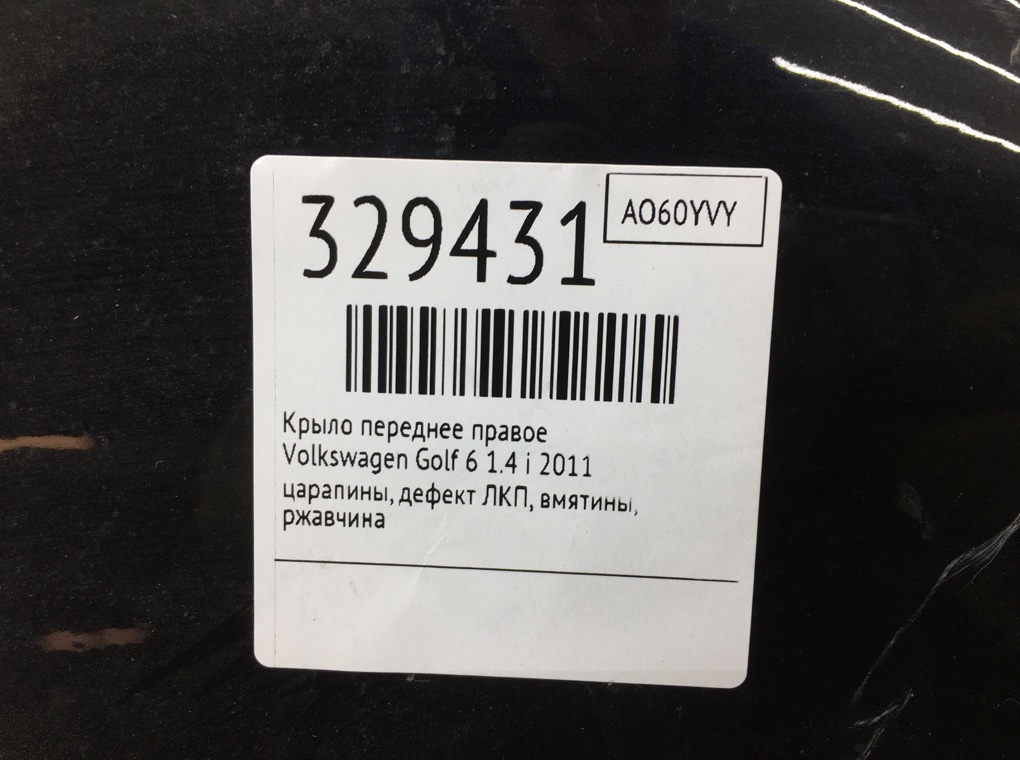 329431
AO60YVY
Крыло переднее правое
Volkswagen Golf 6 1.4 i 2011
царапины, дефект ЛКП, вмятины,
ржавчина